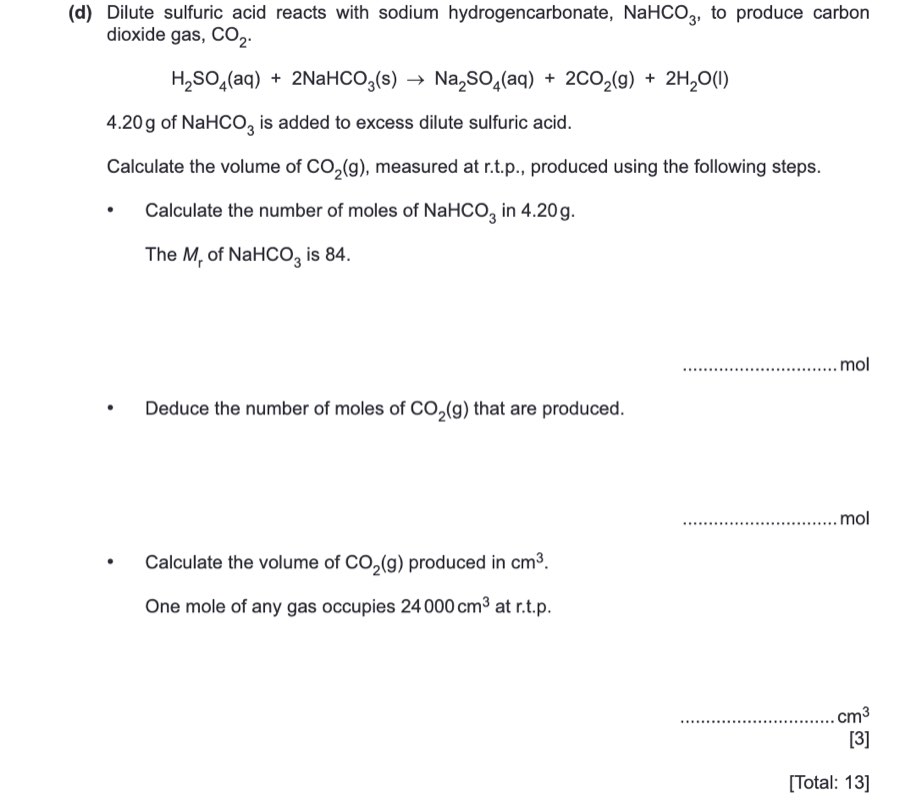 (d) Dilute sulfuric acid reacts with sodium hydrogencarbonate, NaHCO₃, to produce carbon
dioxide gas, CO₂.
H₂SO₄(aq) + 2NaHCO₃(s) → Na₂SO₄(aq) + 2CO₂(g) + 2H₂O(l)
4.20 g of NaHCO₃ is added to excess dilute sulfuric acid.
Calculate the volume of CO₂(g), measured at r.t.p., produced using the following steps.
• Calculate the number of moles of NaHCO₃ in 4.20 g.
The Mᵣ of NaHCO₃ is 84.
.............................. mol
• Deduce the number of moles of CO₂(g) that are produced.
.............................. mol
• Calculate the volume of CO₂(g) produced in cm³.
One mole of any gas occupies 24 000 cm³ at r.t.p.
.............................. cm³
[3]
[Total: 13]